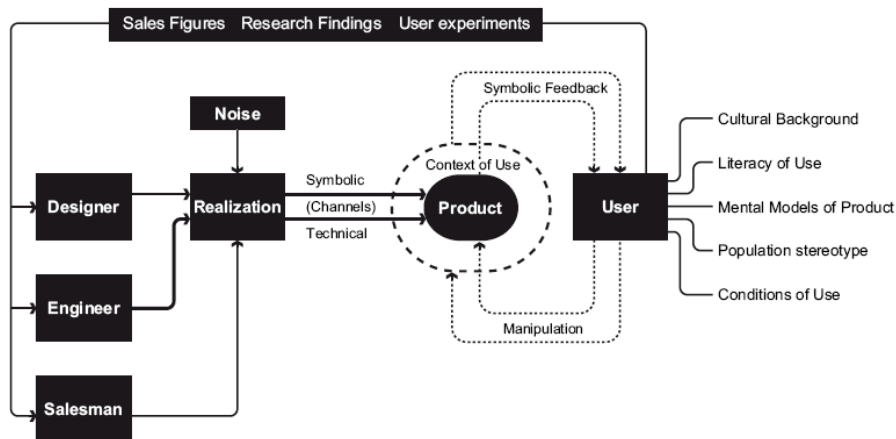 Sales Figures Research Findings User experiments
Symbolic Feedback
Noise
Cultural Background
Context of Use
Literacy of Use
Symbolic
Designer
Realization
(Channels)
Product
User
Mental Models of Product
Technical
Population stereotype
Engineer
Conditions of Use
Manipulation
Salesman